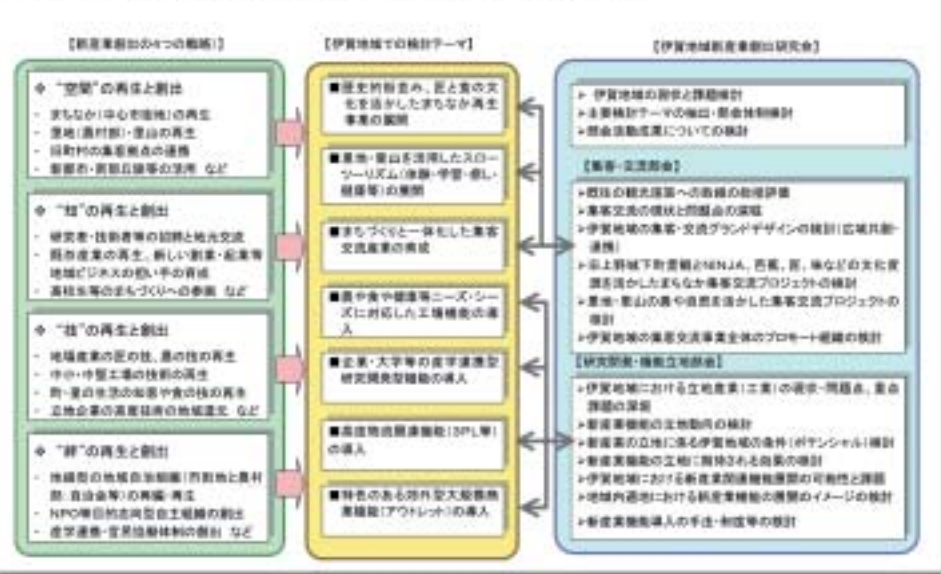 【新産業創出の4つの戦略】
❖ “空間”の再生と創出
- まちなか(中心市街地)の再生
- 里地(農村部)・里山の再生
- 旧町村の集客拠点の連携
など
❖ “知”の再生と創出
- 研究者・技術者等の招聘と地元交流
- 既存産業の再生、新しい創業・起業等
地域ビジネスの担い手の育成
- 高校生等のまちづくりへの参画 など
❖ “技”の再生と創出
- 地場産業の匠の技、農の技の再生
- 中小・中堅工場の技術の再生
- 町・里の生活の知恵や食の技の再生
- 立地企業の高度技術の地域還元 など
❖ “絆”の再生と創出
- 地縁型の地域自治組織(市街地と農村
部:自治会等)の再編・再生
- NPO等目的志向型自主組織の創出
- 産学連携・官民協働体制の創出 など
【伊賀地域での検討テーマ】
■歴史的街並み、匠と食の文
化を活かしたまちなか再生
事業の展開
■里地・里山を活用したスロー
ツーリズム(体験・学習・癒し・
健康等)の展開
■まちづくりと一体化した集客
交流産業の育成
■農や食や健康等ニーズ・シー
ズに対応した工場機能の導
入
■企業・大学等の産学連携型
研究開発型機能の導入
■高度物流関連機能(3PL等)
の導入
■特色のある郊外型大規模商
業機能(アウトレット)の導入
【伊賀地域新産業創出研究会】
➢ 伊賀地域の現状と課題検討
➢主要検討テーマの抽出・部会体制検討
➢部会活動成果についての検討
【集客・交流部会】
➢既往の観光施策への取組の総括評価
➢集客交流の現状と問題点の深堀
➢伊賀地域の集客・交流グランドデザインの検討(広域共創・
連携)
➢旧上野城下町景観とNINJA、芭蕉、匠、味などの文化資
源を活かしたまちなか集客交流プロジェクトの検討
➢里地・里山の農や自然を活かした集客交流プロジェクトの
検討
➢伊賀地域の集客交流事業全体のプロモート組織の検討
【研究開発・機能立地部会】
➢伊賀地域における立地産業(工業)の現状・問題点、重点
課題の深堀
➢新産業機能の立地動向の検討
➢新産業の立地に係る伊賀地域の条件(ポテンシャル)検討
➢新産業機能の立地に期待される効果の検討
➢伊賀地域における新産業関連機能展開の可能性と課題
➢地域内適地における新産業機能の展開のイメージの検討
➢新産業機能導入の手法・制度等の検討